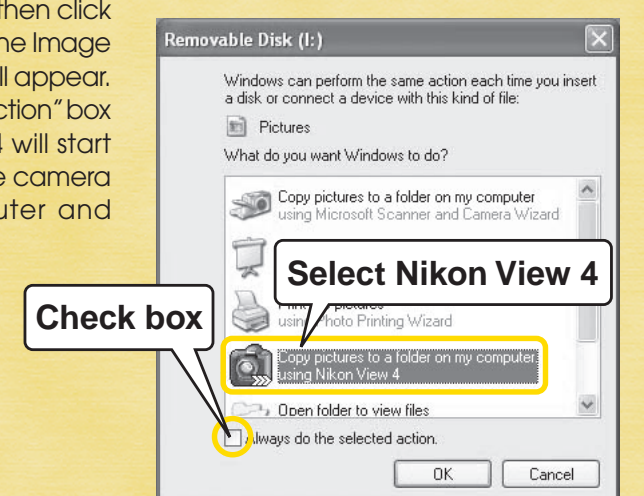 then click
ne Image
ll appear.
ction" box
4 will start
e camera
uter and
Removable Disk (I:)
Windows can perform the same action each time you insert
a disk or connect a device with this kind of file:
Pictures
What do you want Windows to do?
Copy pictures to a folder on my computer
using Microsoft Scanner and Camera Wizard
Select Nikon View 4
Check box
using Photo Printing Wizard
Copy pictures to a folder on my computer
using Nikon View 4
Open folder to view files
Always do the selected action.
OK
Cancel